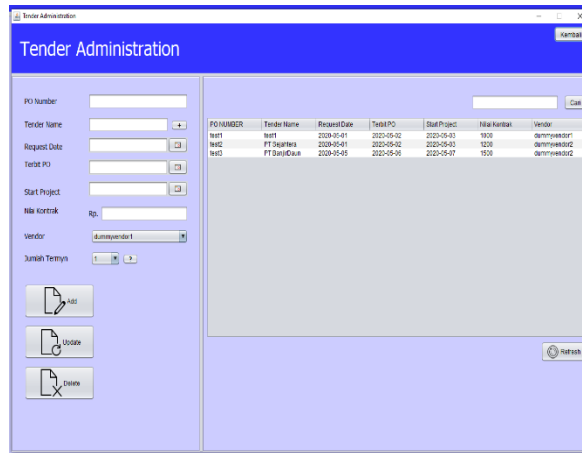 Tender Administration
Kembali
Tender Administration
PO Number
Tender Name +
Request Date
Terbit PO
Start Project
Nilai Kontrak Rp.
Vendor dummyvendor1
Jumlah Termyn 1 ?
Add
Update
Delete
Cari
PO NUMBER Tender Name Request Date Terbit PO Start Project Nilai Kontrak Vendor
test1 test1 2020-05-01 2020-05-02 2020-05-03 1000 dummyvendor1
test2 PT Sejahtera 2020-05-01 2020-05-02 2020-05-03 1200 dummyvendor2
test3 PT BanjirDaun 2020-05-05 2020-05-06 2020-05-07 1500 dummyvendor2
Refresh